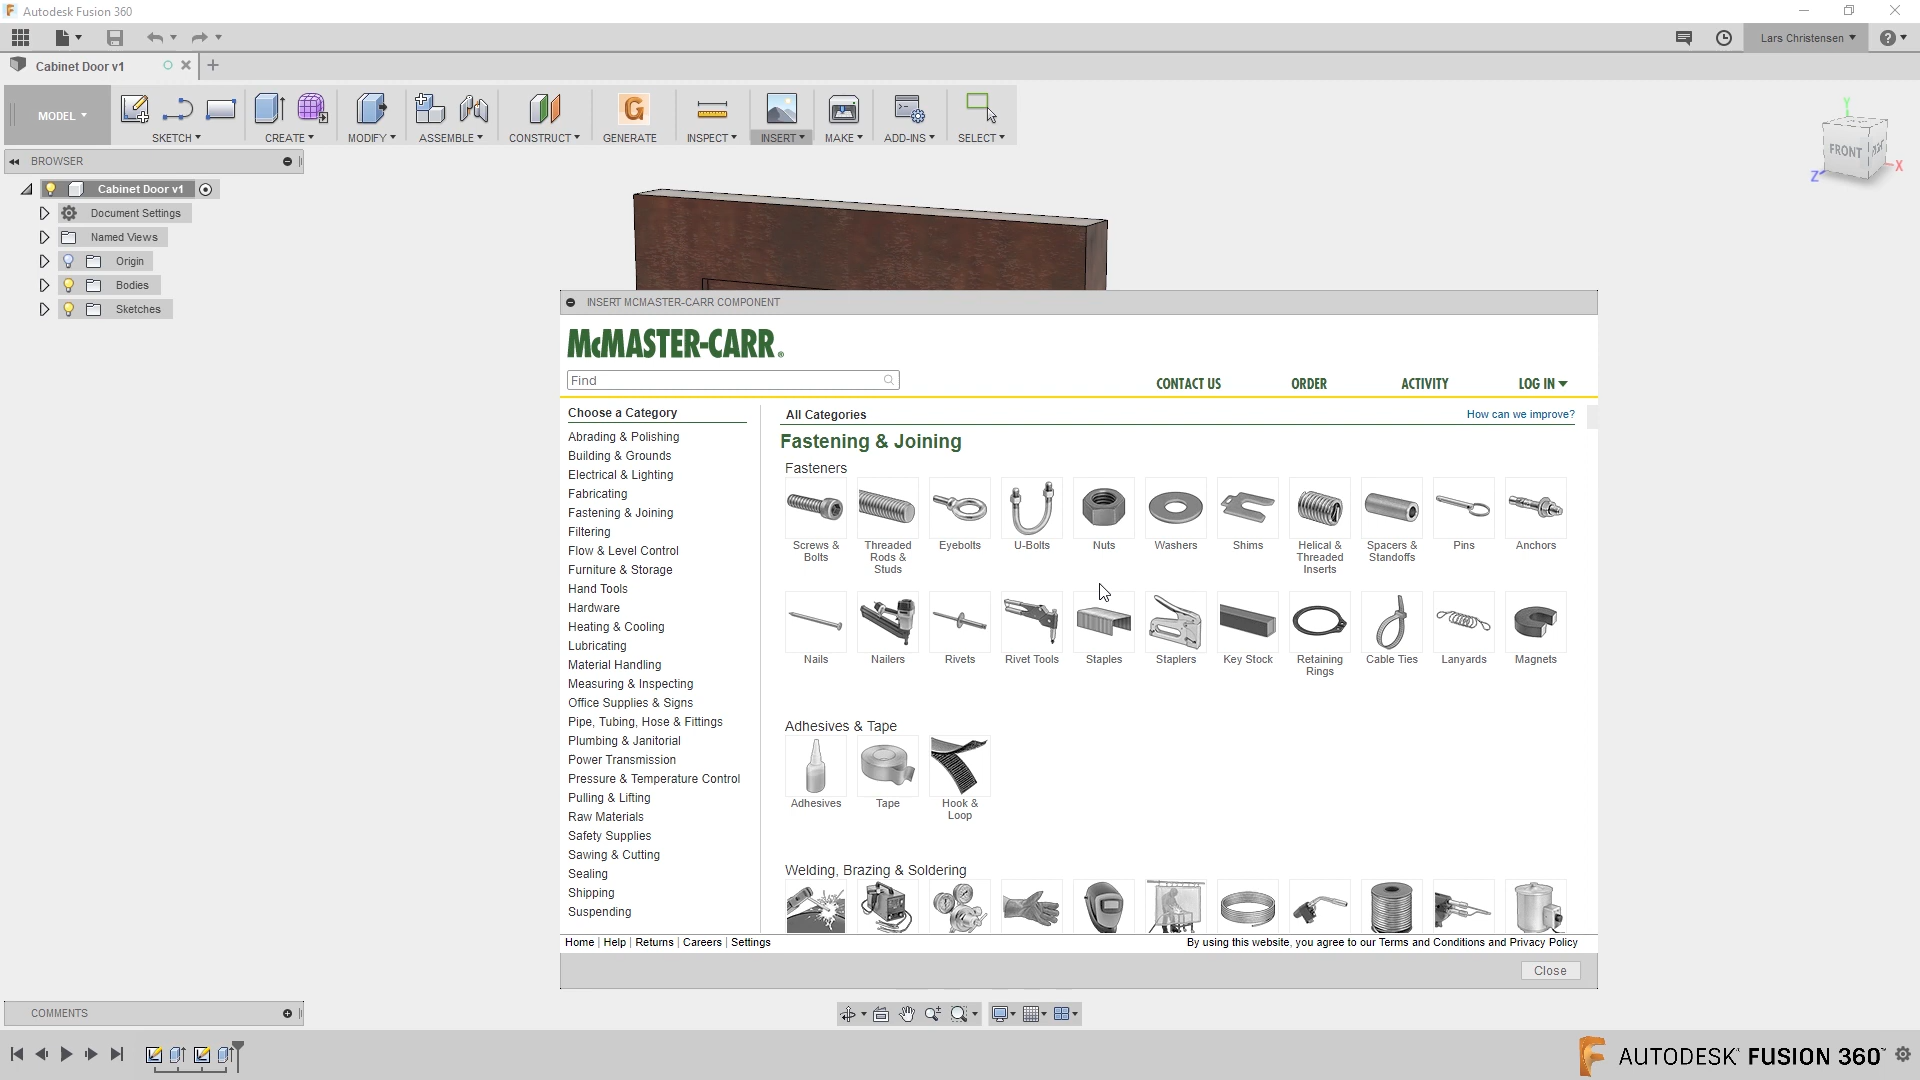 Autodesk Fusion 360
Lars Christensen
Cabinet Door v1
MODEL
SKETCH
CREATE
MODIFY
ASSEMBLE
CONSTRUCT
GENERATE
INSPECT
INSERT
MAKE
ADD-INS
SELECT
BROWSER
Cabinet Door v1
Document Settings
Named Views
Origin
Bodies
Sketches
Y
FRONT
X
Z
INSERT MCMASTER-CARR COMPONENT
McMASTER-CARR.
Find
CONTACT US
ORDER
ACTIVITY
LOG IN
Choose a Category
Abrading & Polishing
Building & Grounds
Electrical & Lighting
Fabricating
Fastening & Joining
Filtering
Flow & Level Control
Furniture & Storage
Hand Tools
Hardware
Heating & Cooling
Lubricating
Material Handling
Measuring & Inspecting
Office Supplies & Signs
Pipe, Tubing, Hose & Fittings
Plumbing & Janitorial
Power Transmission
Pressure & Temperature Control
Pulling & Lifting
Raw Materials
Safety Supplies
Sawing & Cutting
Sealing
Shipping
Suspending
All Categories
How can we improve?
Fastening & Joining
Fasteners
Screws &
Bolts
Threaded
Rods &
Studs
Eyebolts
U-Bolts
Nuts
Washers
Shims
Helical &
Threaded
Inserts
Spacers &
Standoffs
Pins
Anchors
Nails
Nailers
Rivets
Rivet Tools
Staples
Staplers
Key Stock
Retaining
Rings
Cable Ties
Lanyards
Magnets
Adhesives & Tape
Adhesives
Tape
Hook &
Loop
Welding, Brazing & Soldering
Home | Help | Returns | Careers | Settings
By using this website, you agree to our Terms and Conditions and Privacy Policy
Close
COMMENTS
AUTODESK FUSION 360